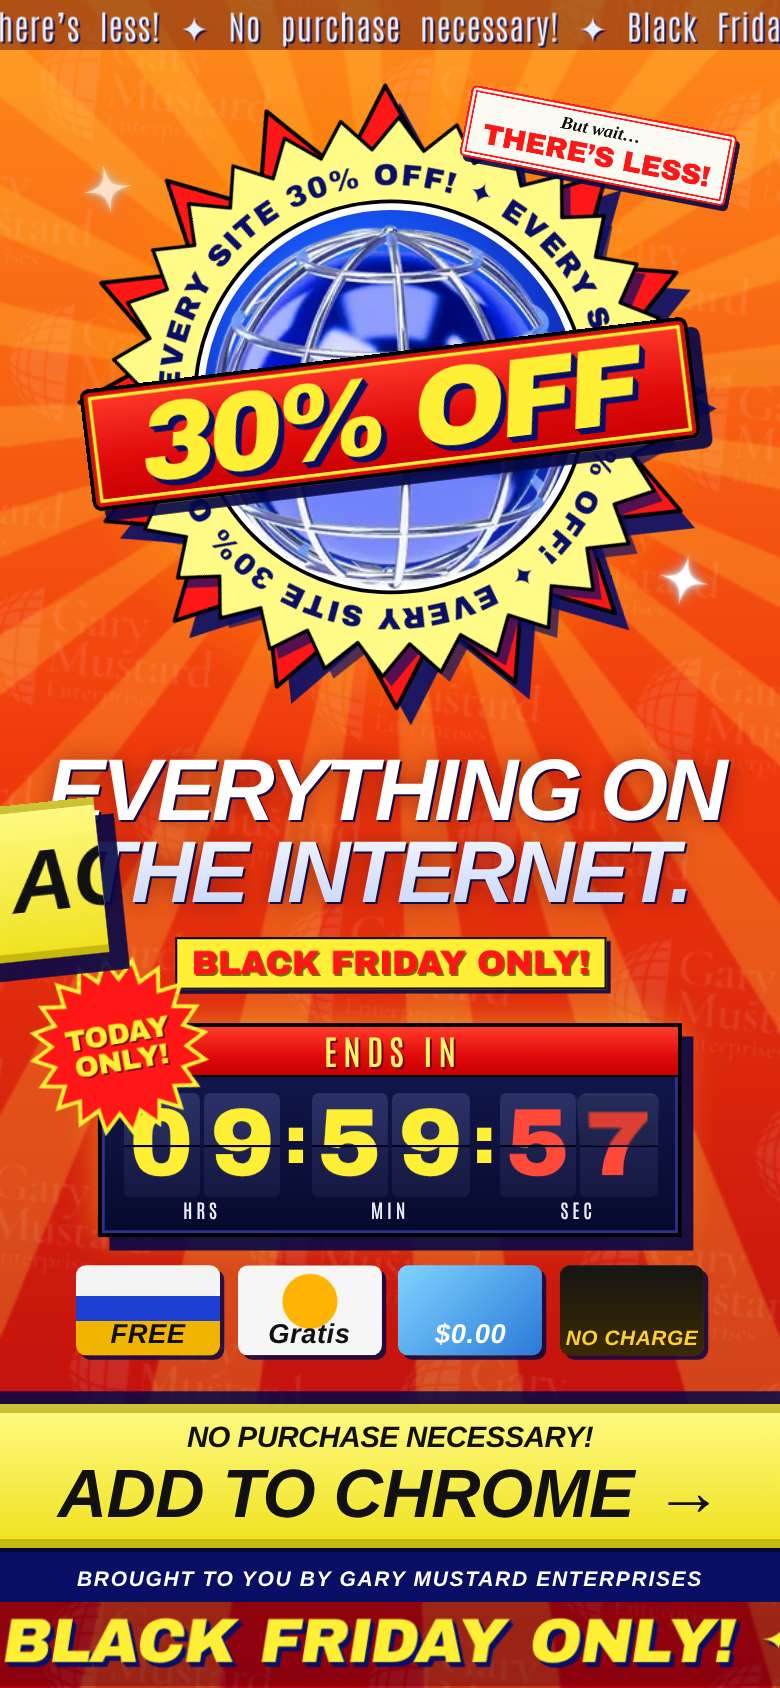 here’s less! ✦ No purchase necessary! ✦ Black Frida
But wait…
THERE’S LESS!
EVERY SITE 30% OFF! ✦ EVERY S
30% OFF
% OFF! ✦ EVERY SITE 30% O
EVERYTHING ON
THE INTERNET.
AC
BLACK FRIDAY ONLY!
TODAY
ONLY!
ENDS IN
09:59:57
HRS MIN SEC
FREE Gratis $0.00 NO CHARGE
NO PURCHASE NECESSARY!
ADD TO CHROME →
BROUGHT TO YOU BY GARY MUSTARD ENTERPRISES
BLACK FRIDAY ONLY! ✦
Gary
Mustard
Enterprises